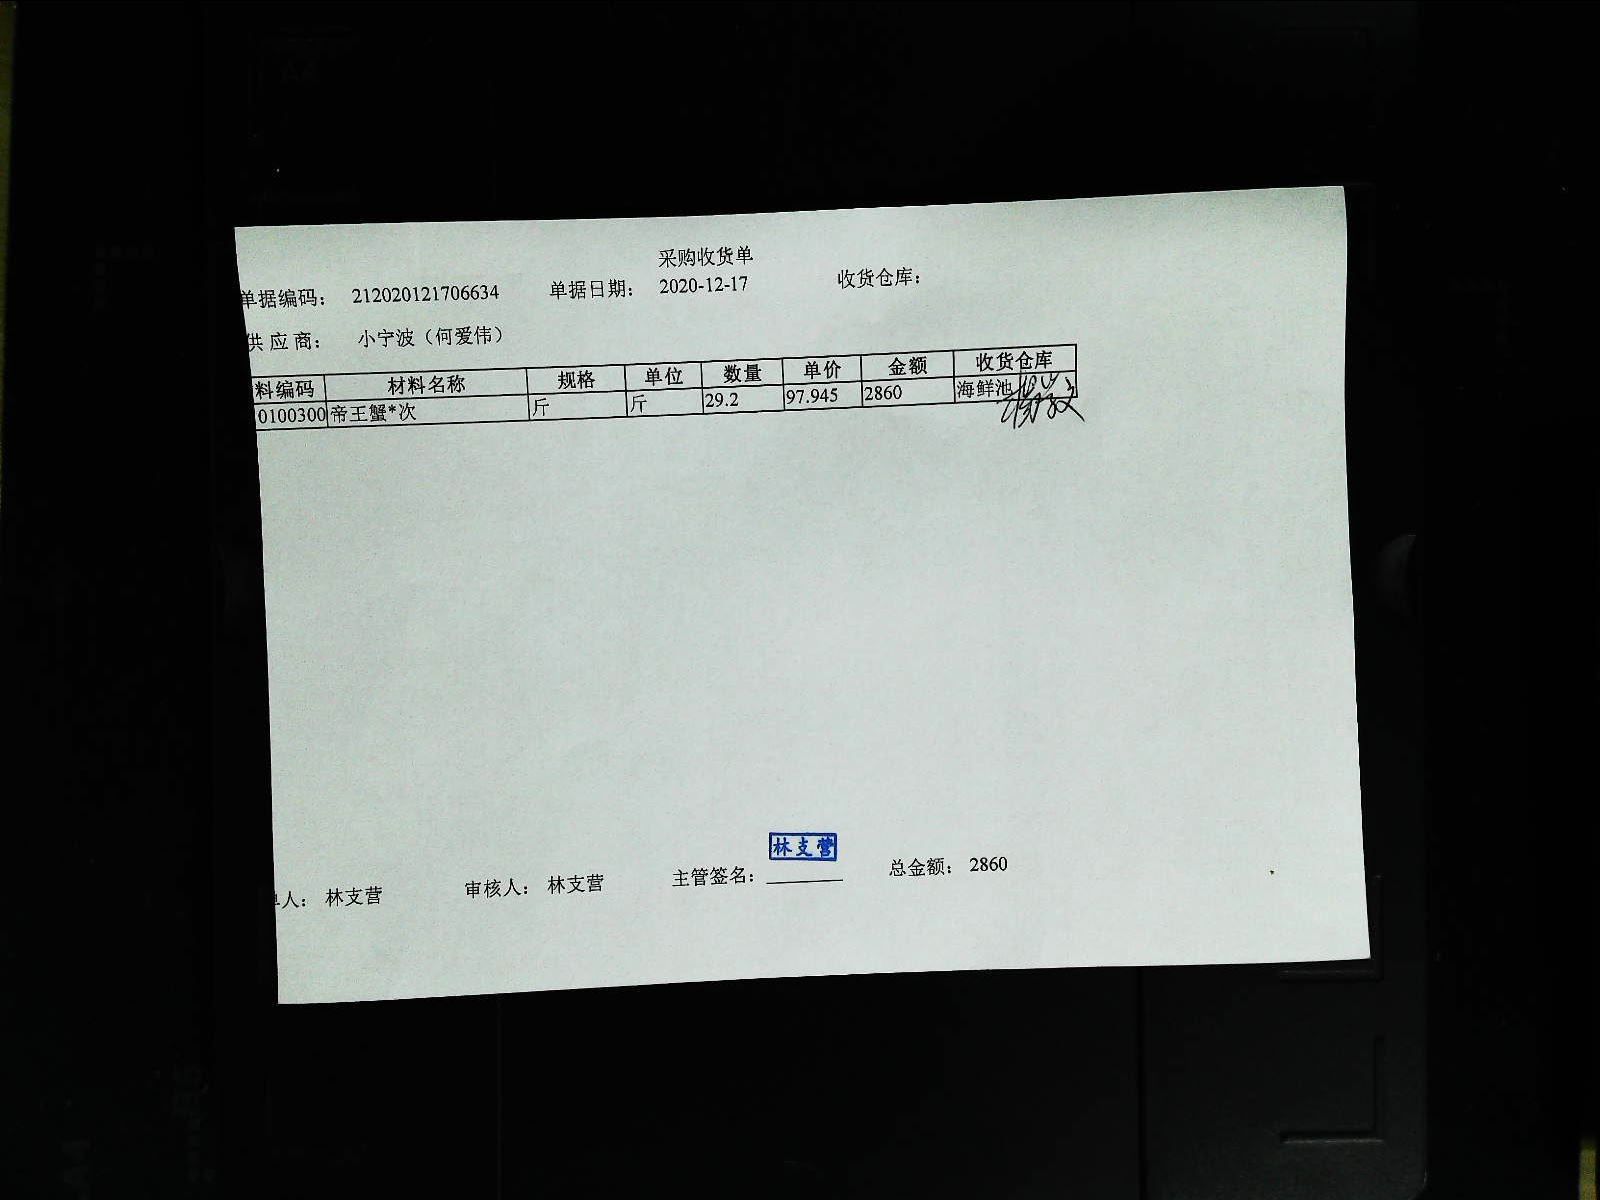 采购收货单
单据编码： 212020121706634 单据日期： 2020-12-17 收货仓库：
供应商： 小宁波（何爱伟）
料编码 材料名称 规格 单位 数量 单价 金额 收货仓库
0100300 帝王蟹*次 斤 斤 29.2 97.945 2860 海鲜池
林支营
单人： 林支营 审核人： 林支营 主管签名： 总金额： 2860